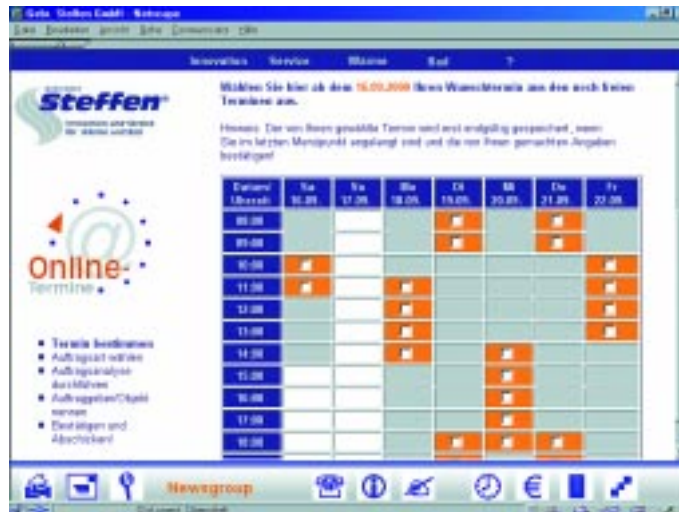 Gebr. Steffen GmbH - Netscape
Innovation Service Wärme Bad ?
Steffen
Wählen Sie hier ab dem 16.09.2000 Ihren Wunschtermin aus den noch freien
Terminen aus.
Hinweis: Der von Ihnen gewählte Termin wird erst endgültig gespeichert, wenn
Sie im letzten Menüpunkt angelangt sind und die von Ihnen gemachten Angaben
bestätigen!
Datum/ Sa So Mo Di Mi Do Fr
Uhrzeit 16.09. 17.09. 18.09. 19.09. 20.09. 21.09. 22.09.
08:00
09:00
10:00
11:00
12:00
13:00
14:00
15:00
16:00
17:00
18:00
Online-
Termine
Termin bestimmen
Auftragsart wählen
Auftragsanalyse
durchführen
Auftraggeber/Objekt
nennen
Bestätigen und
Abschicken!
Newsgroup